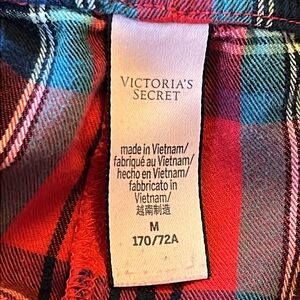 VICTORIA'S
SECRET
made in Vietnam/
fabriqué au Vietnam/
hecho en Vietnam/
fabbricato in
Vietnam/
越南制造
M
170/72A